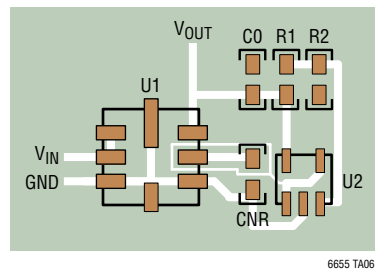 VOUT
C0 R1 R2
U1
VIN
GND
U2
CNR
6655 TA06